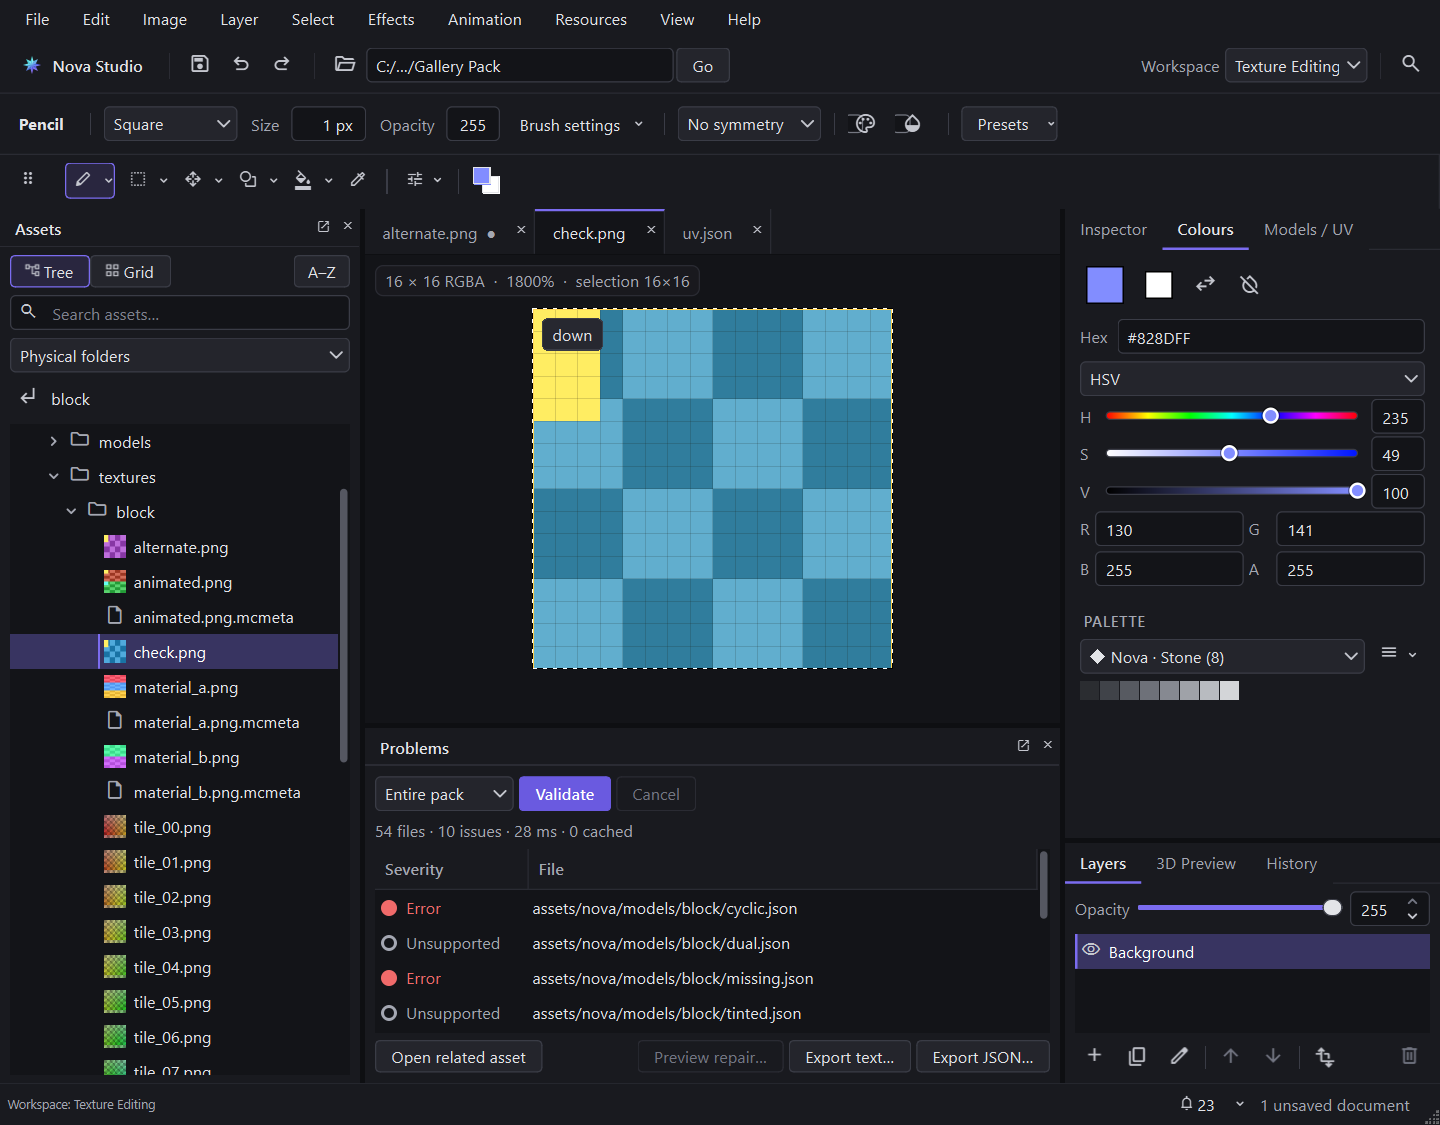 File Edit Image Layer Select Effects Animation Resources View Help
Nova Studio C:/.../Gallery Pack Go Workspace Texture Editing
Pencil Square Size 1 px Opacity 255 Brush settings No symmetry Presets
Assets
Tree Grid A–Z
Search assets...
Physical folders
block
models
textures
block
alternate.png
animated.png
animated.png.mcmeta
check.png
material_a.png
material_a.png.mcmeta
material_b.png
material_b.png.mcmeta
tile_00.png
tile_01.png
tile_02.png
tile_03.png
tile_04.png
tile_05.png
tile_06.png
tile_07.png
alternate.png check.png uv.json
16 × 16 RGBA · 1800% · selection 16×16
down
Problems
Entire pack Validate Cancel
54 files · 10 issues · 28 ms · 0 cached
Severity File
Error assets/nova/models/block/cyclic.json
Unsupported assets/nova/models/block/dual.json
Error assets/nova/models/block/missing.json
Unsupported assets/nova/models/block/tinted.json
Open related asset Preview repair... Export text... Export JSON...
Inspector Colours Models / UV
Hex #828DFF
HSV
H 235
S 49
V 100
R 130 G 141
B 255 A 255
PALETTE
Nova · Stone (8)
Layers 3D Preview History
Opacity 255
Background
Workspace: Texture Editing 23 1 unsaved document